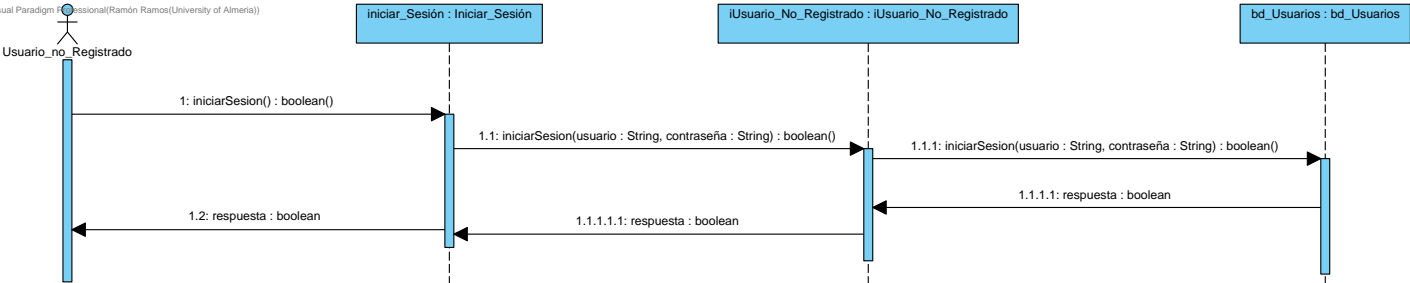 sual Paradigm Professional(Ramón Ramos(University of Almeria))
Usuario_no_Registrado
iniciar_Sesión : Iniciar_Sesión
iUsuario_No_Registrado : iUsuario_No_Registrado
bd_Usuarios : bd_Usuarios
1: iniciarSesion() : boolean()
1.1: iniciarSesion(usuario : String, contraseña : String) : boolean()
1.1.1: iniciarSesion(usuario : String, contraseña : String) : boolean()
1.1.1.1: respuesta : boolean
1.1.1.1.1: respuesta : boolean
1.2: respuesta : boolean